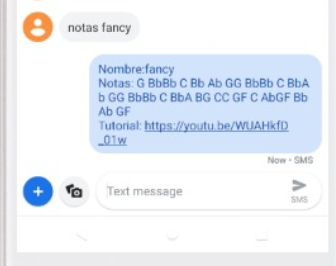 notas fancy
Nombre:fancy
Notas: G BbBb C Bb Ab GG BbBb C BbA
b GG BbBb C BbA BG CC GF C AbGF Bb
Ab GF
Tutorial: https://youtu.be/WUAHkfD
_01w
Now • SMS
Text message
SMS